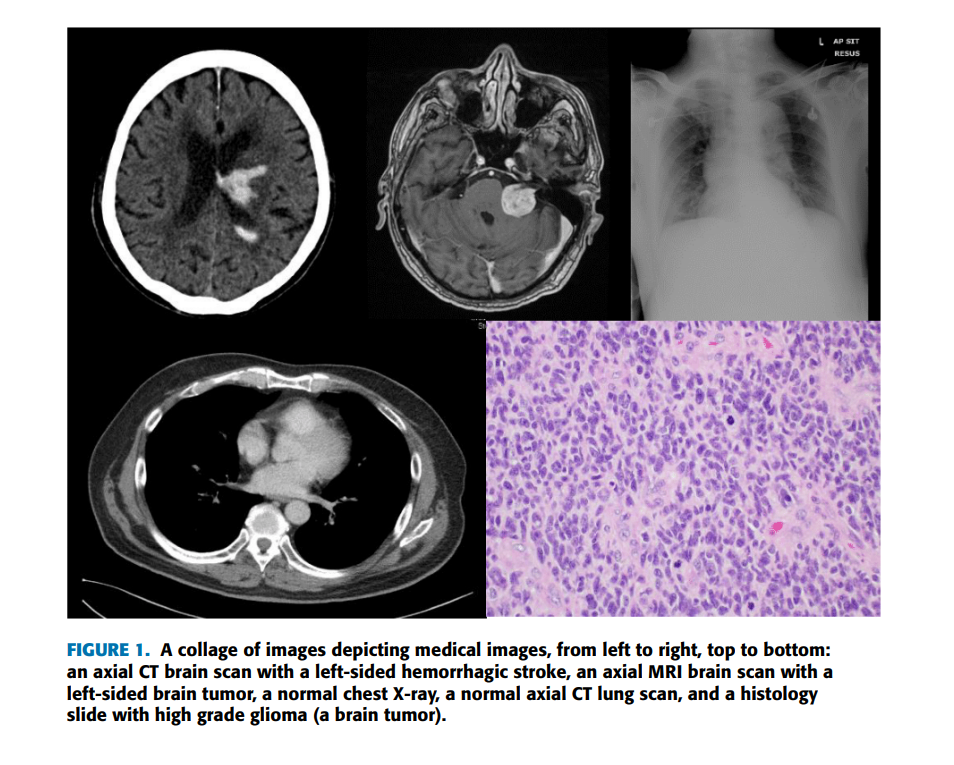 L AP SIT
RESUS
FIGURE 1. A collage of images depicting medical images, from left to right, top to bottom:
an axial CT brain scan with a left-sided hemorrhagic stroke, an axial MRI brain scan with a
left-sided brain tumor, a normal chest X-ray, a normal axial CT lung scan, and a histology
slide with high grade glioma (a brain tumor).